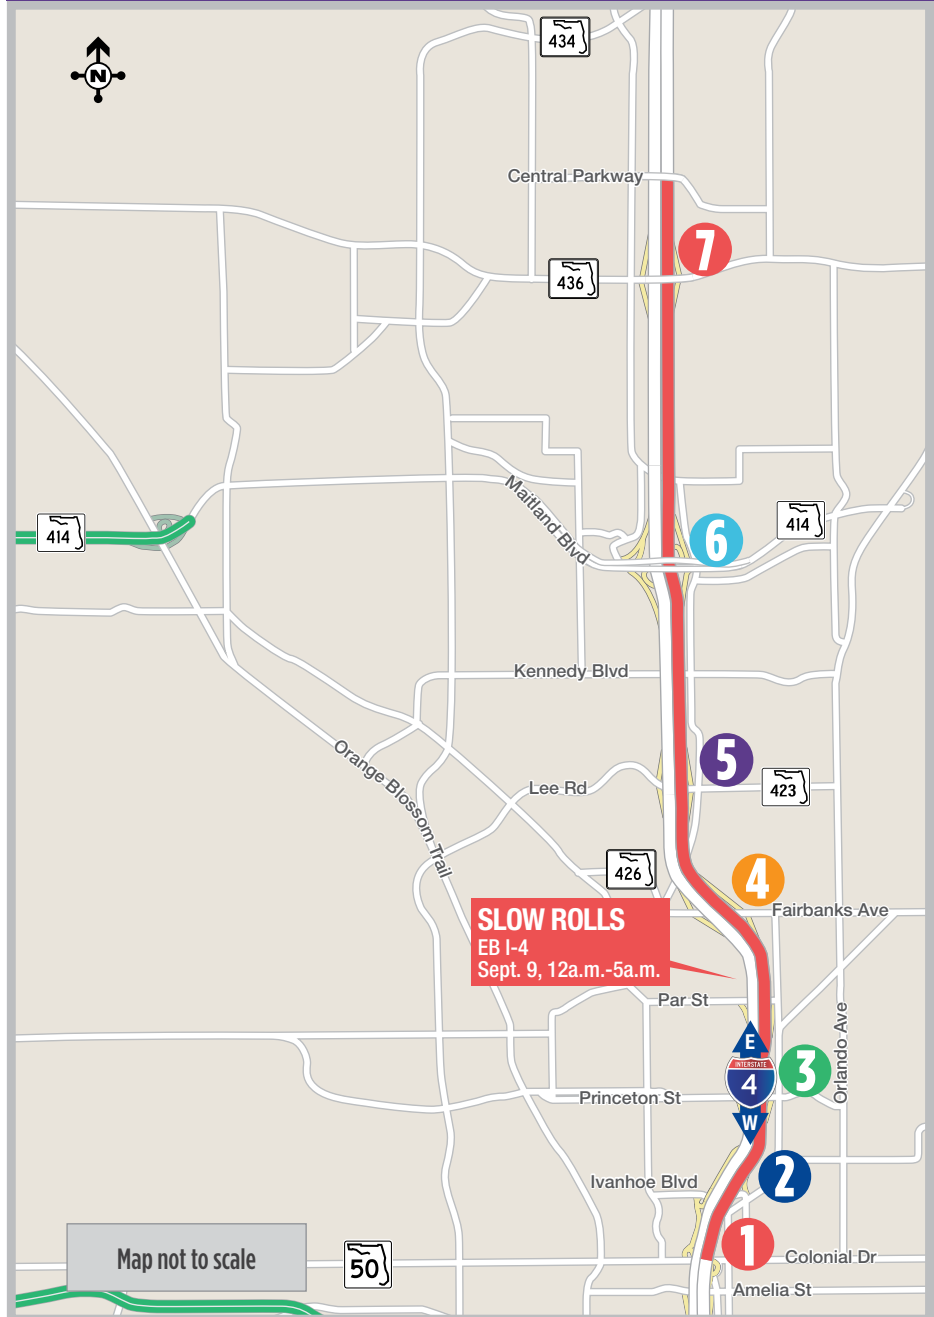 434
N
Central Parkway
7
436
Maitland Blvd
414
414
6
Kennedy Blvd
Orange Blossom Trail
5
Lee Rd
423
426
4
SLOW ROLLS
EB I-4
Sept. 9, 12a.m.-5a.m.
Fairbanks Ave
Par St
Orlando Ave
E
INTERSTATE
4
W
3
Princeton St
2
Ivanhoe Blvd
1
Map not to scale
50
Colonial Dr
Amelia St